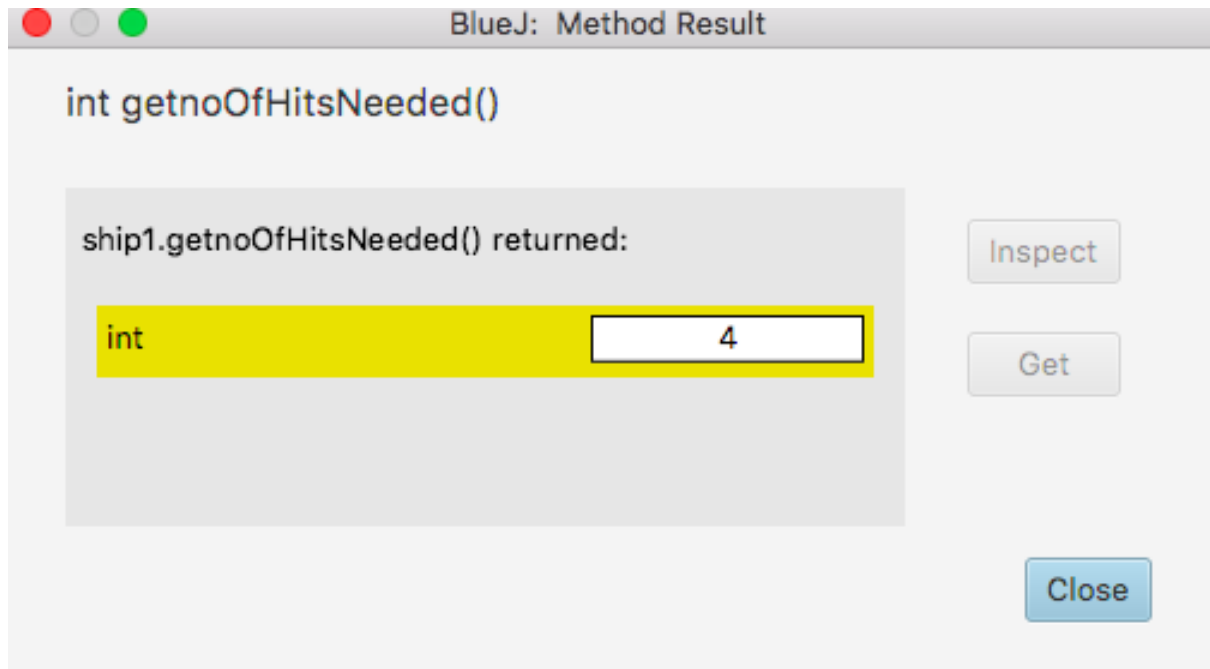 BlueJ: Method Result
int getnoOfHitsNeeded()
ship1.getnoOfHitsNeeded() returned:
Inspect
int 4
Get
Close